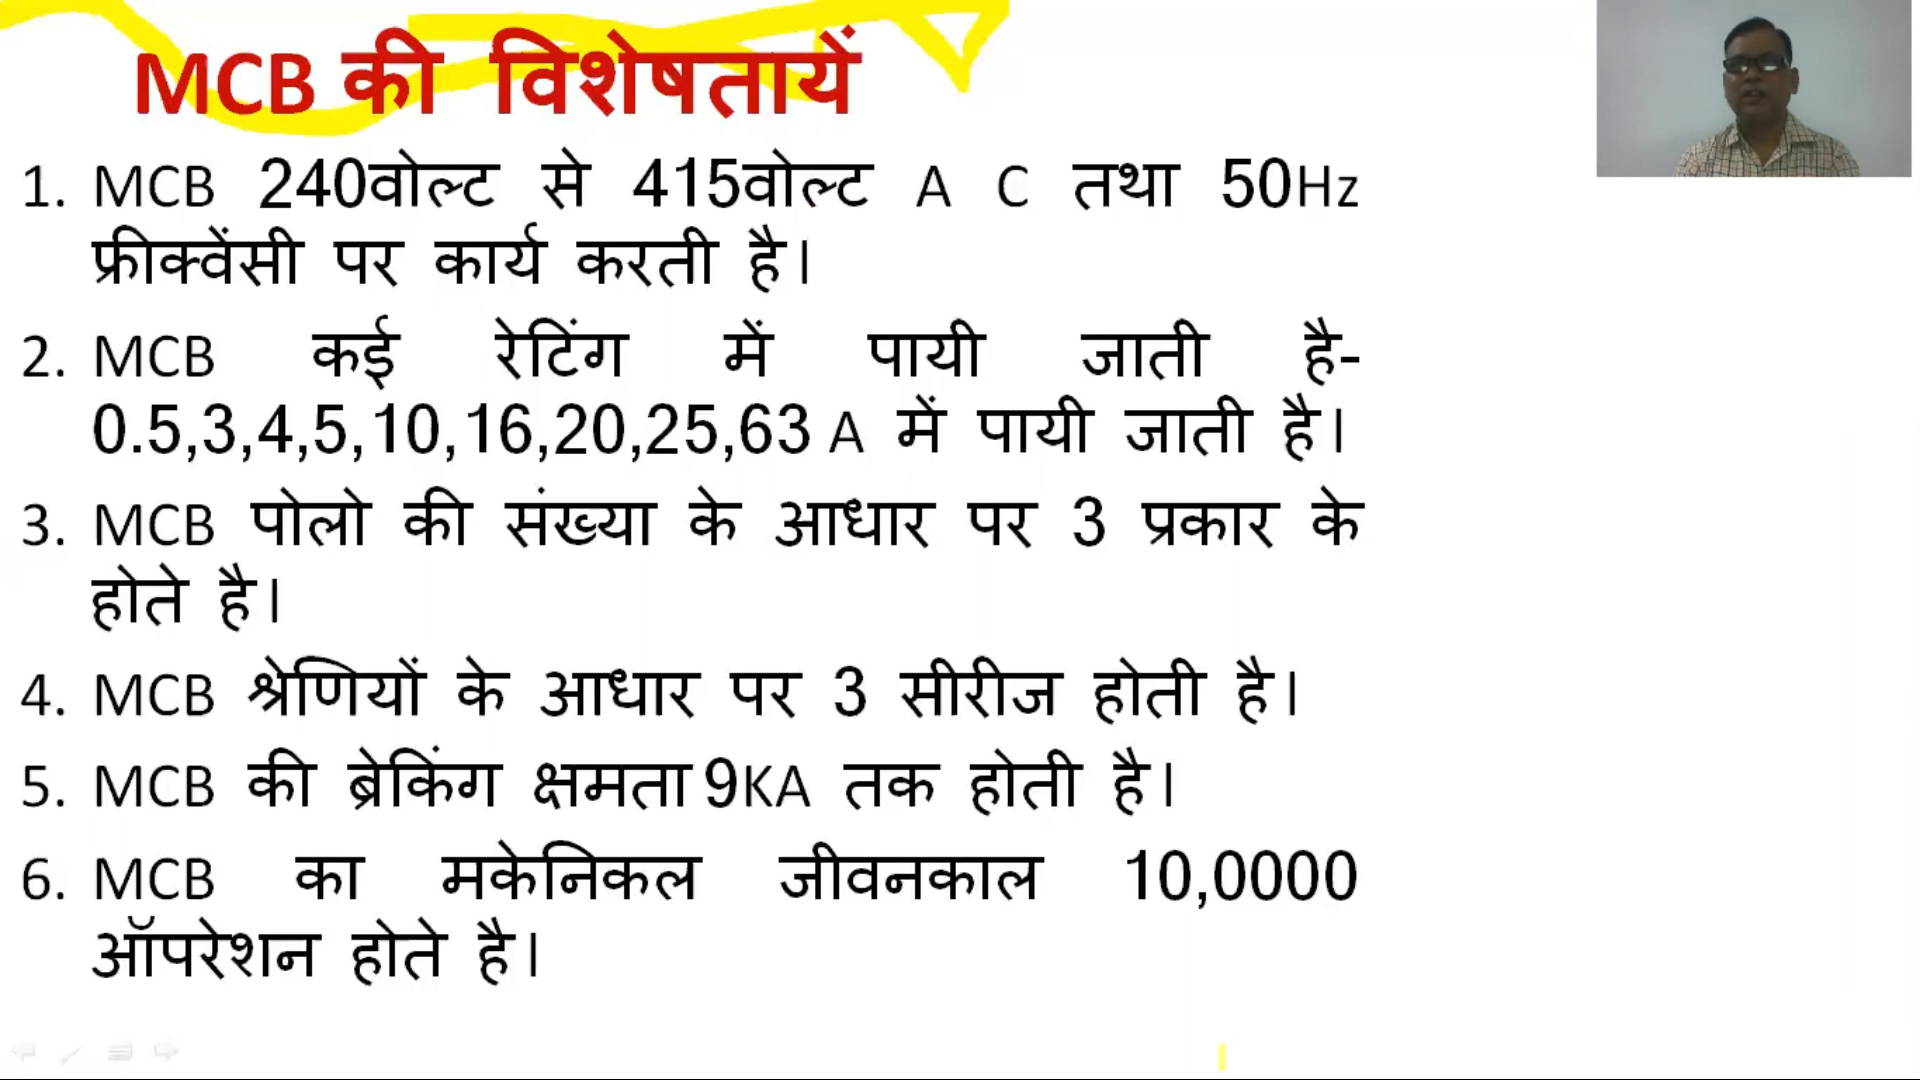 MCB की विशेषतायें
1. MCB 240वोल्ट से 415वोल्ट A C तथा 50Hz
फ्रीक्वेंसी पर कार्य करती है।
2. MCB कई रेटिंग में पायी जाती है-
0.5,3,4,5,10,16,20,25,63 A में पायी जाती है।
3. MCB पोलो की संख्या के आधार पर 3 प्रकार के
होते है।
4. MCB श्रेणियों के आधार पर 3 सीरीज होती है।
5. MCB की ब्रेकिंग क्षमता 9KA तक होती है।
6. MCB का मकेनिकल जीवनकाल 10,0000
ऑपरेशन होते है।